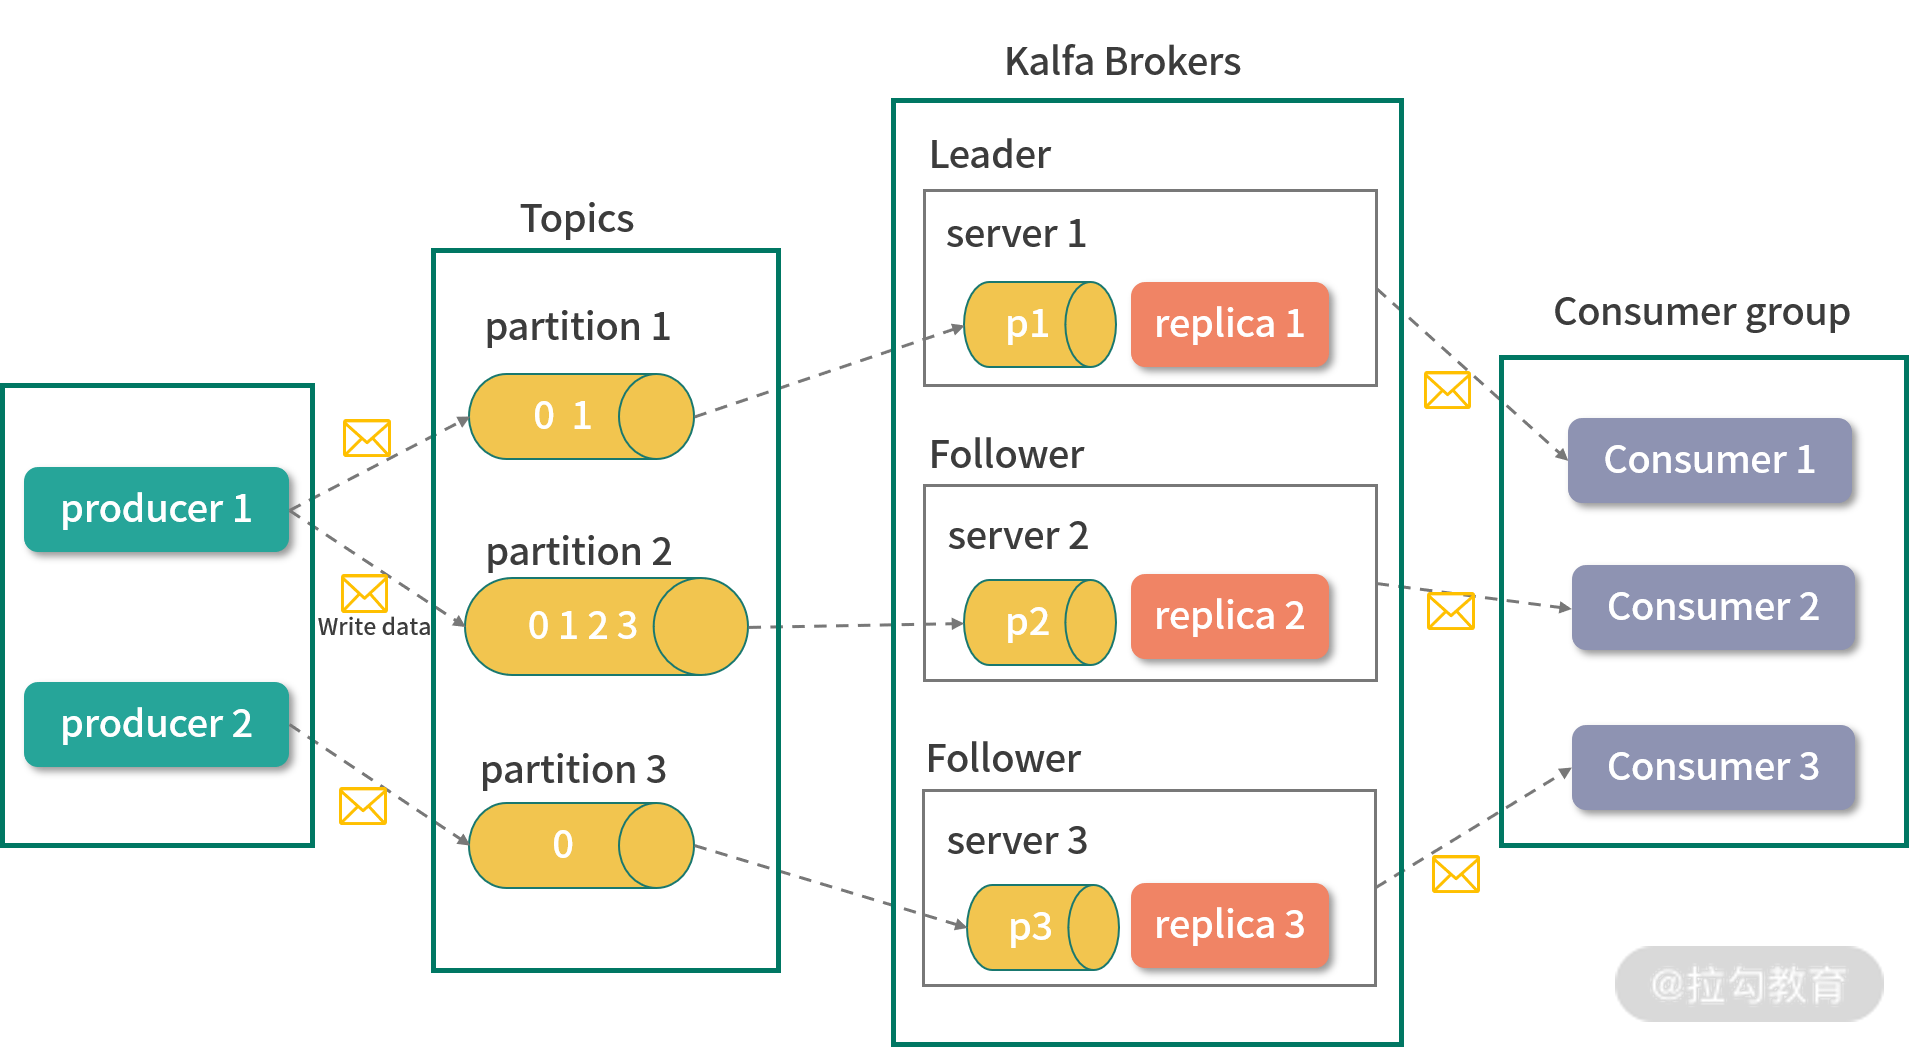 Kalfa Brokers
Leader
server 1
p1
replica 1
Follower
server 2
p2
replica 2
Follower
server 3
p3
replica 3
Topics
partition 1
0 1
partition 2
0 1 2 3
partition 3
0
producer 1
Write data
producer 2
Consumer group
Consumer 1
Consumer 2
Consumer 3
@拉勾教育